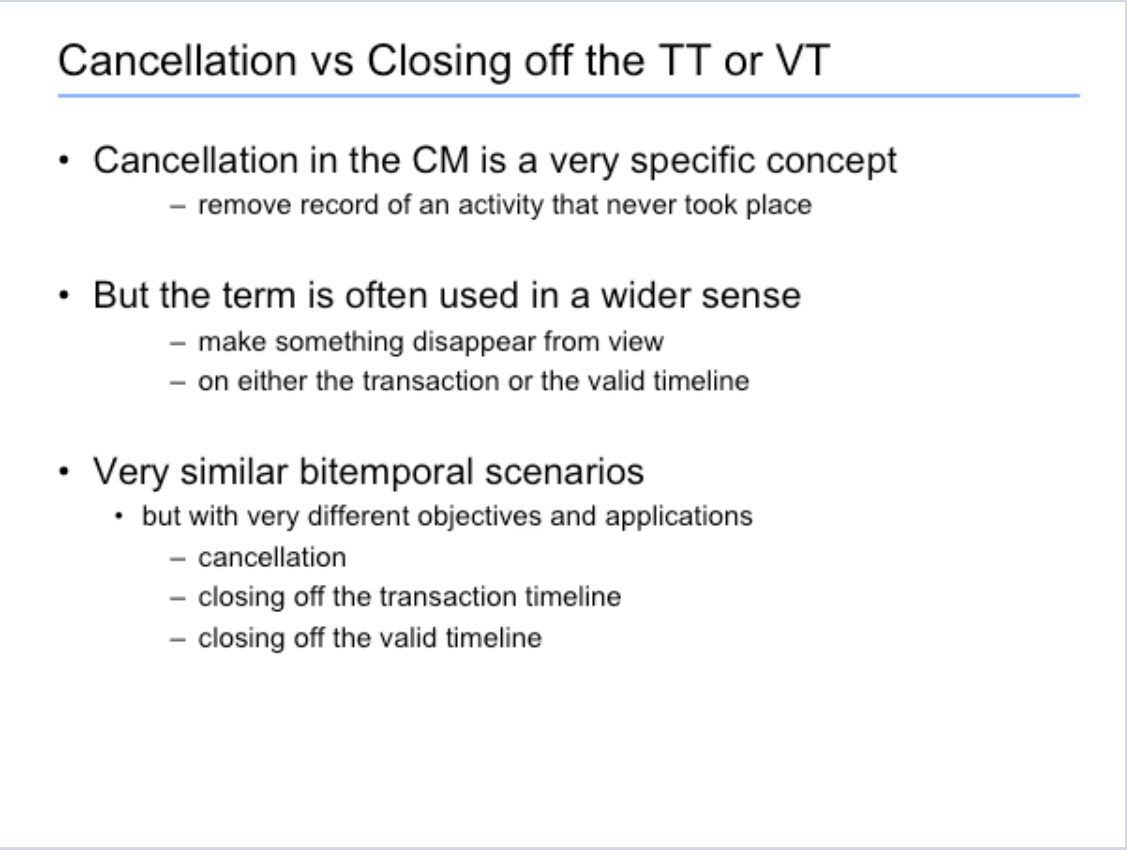 Cancellation vs Closing off the TT or VT
• Cancellation in the CM is a very specific concept
– remove record of an activity that never took place
• But the term is often used in a wider sense
– make something disappear from view
– on either the transaction or the valid timeline
• Very similar bitemporal scenarios
• but with very different objectives and applications
– cancellation
– closing off the transaction timeline
– closing off the valid timeline